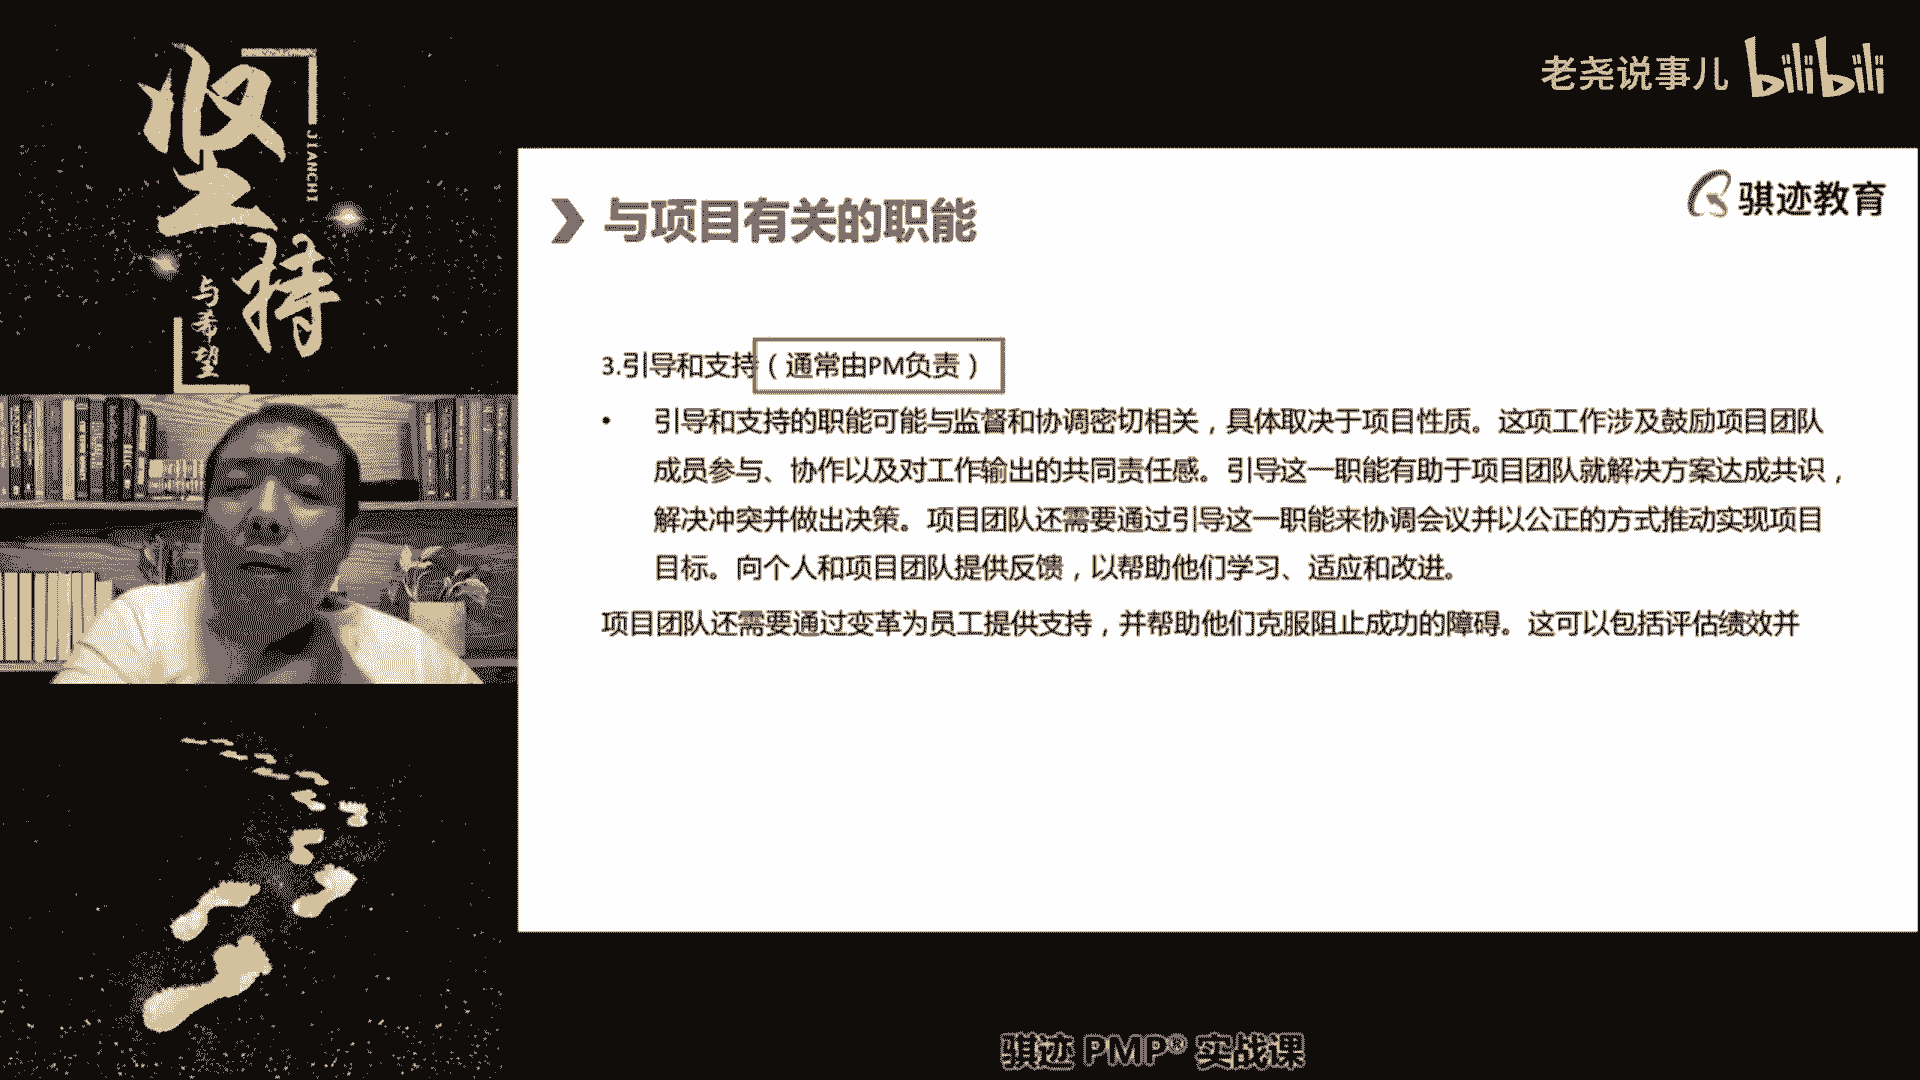 坚持
JIANCHI
与希望
老尧说事儿 bilibili
骐迹教育
与项目有关的职能
3.引导和支持（通常由PM负责）
• 引导和支持的职能可能与监督和协调密切相关，具体取决于项目性质。这项工作涉及鼓励项目团队
成员参与、协作以及对工作输出的共同责任感。引导这一职能有助于项目团队就解决方案达成共识，
解决冲突并做出决策。项目团队还需要通过引导这一职能来协调会议并以公正的方式推动实现项目
目标。向个人和项目团队提供反馈，以帮助他们学习、适应和改进。
项目团队还需要通过变革为员工提供支持，并帮助他们克服阻止成功的障碍。这可以包括评估绩效并
骐迹 PMP® 实战课